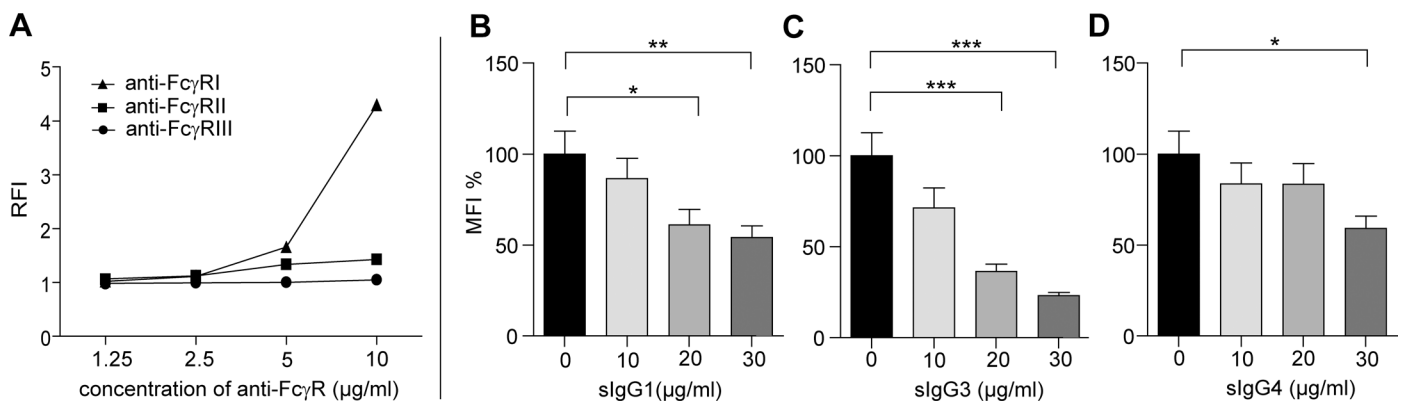 A
RFI
5
4
3
2
1
0
anti-FcγRI
anti-FcγRII
anti-FcγRIII
1.25 2.5 5 10
concentration of anti-FcγR (µg/ml)
B
MFI %
150
100
50
0
**
*
0 10 20 30
sIgG1(µg/ml)
C
150
100
50
0
***
***
0 10 20 30
sIgG3 (µg/ml)
D
150
100
50
0
*
0 10 20 30
sIgG4 (µg/ml)